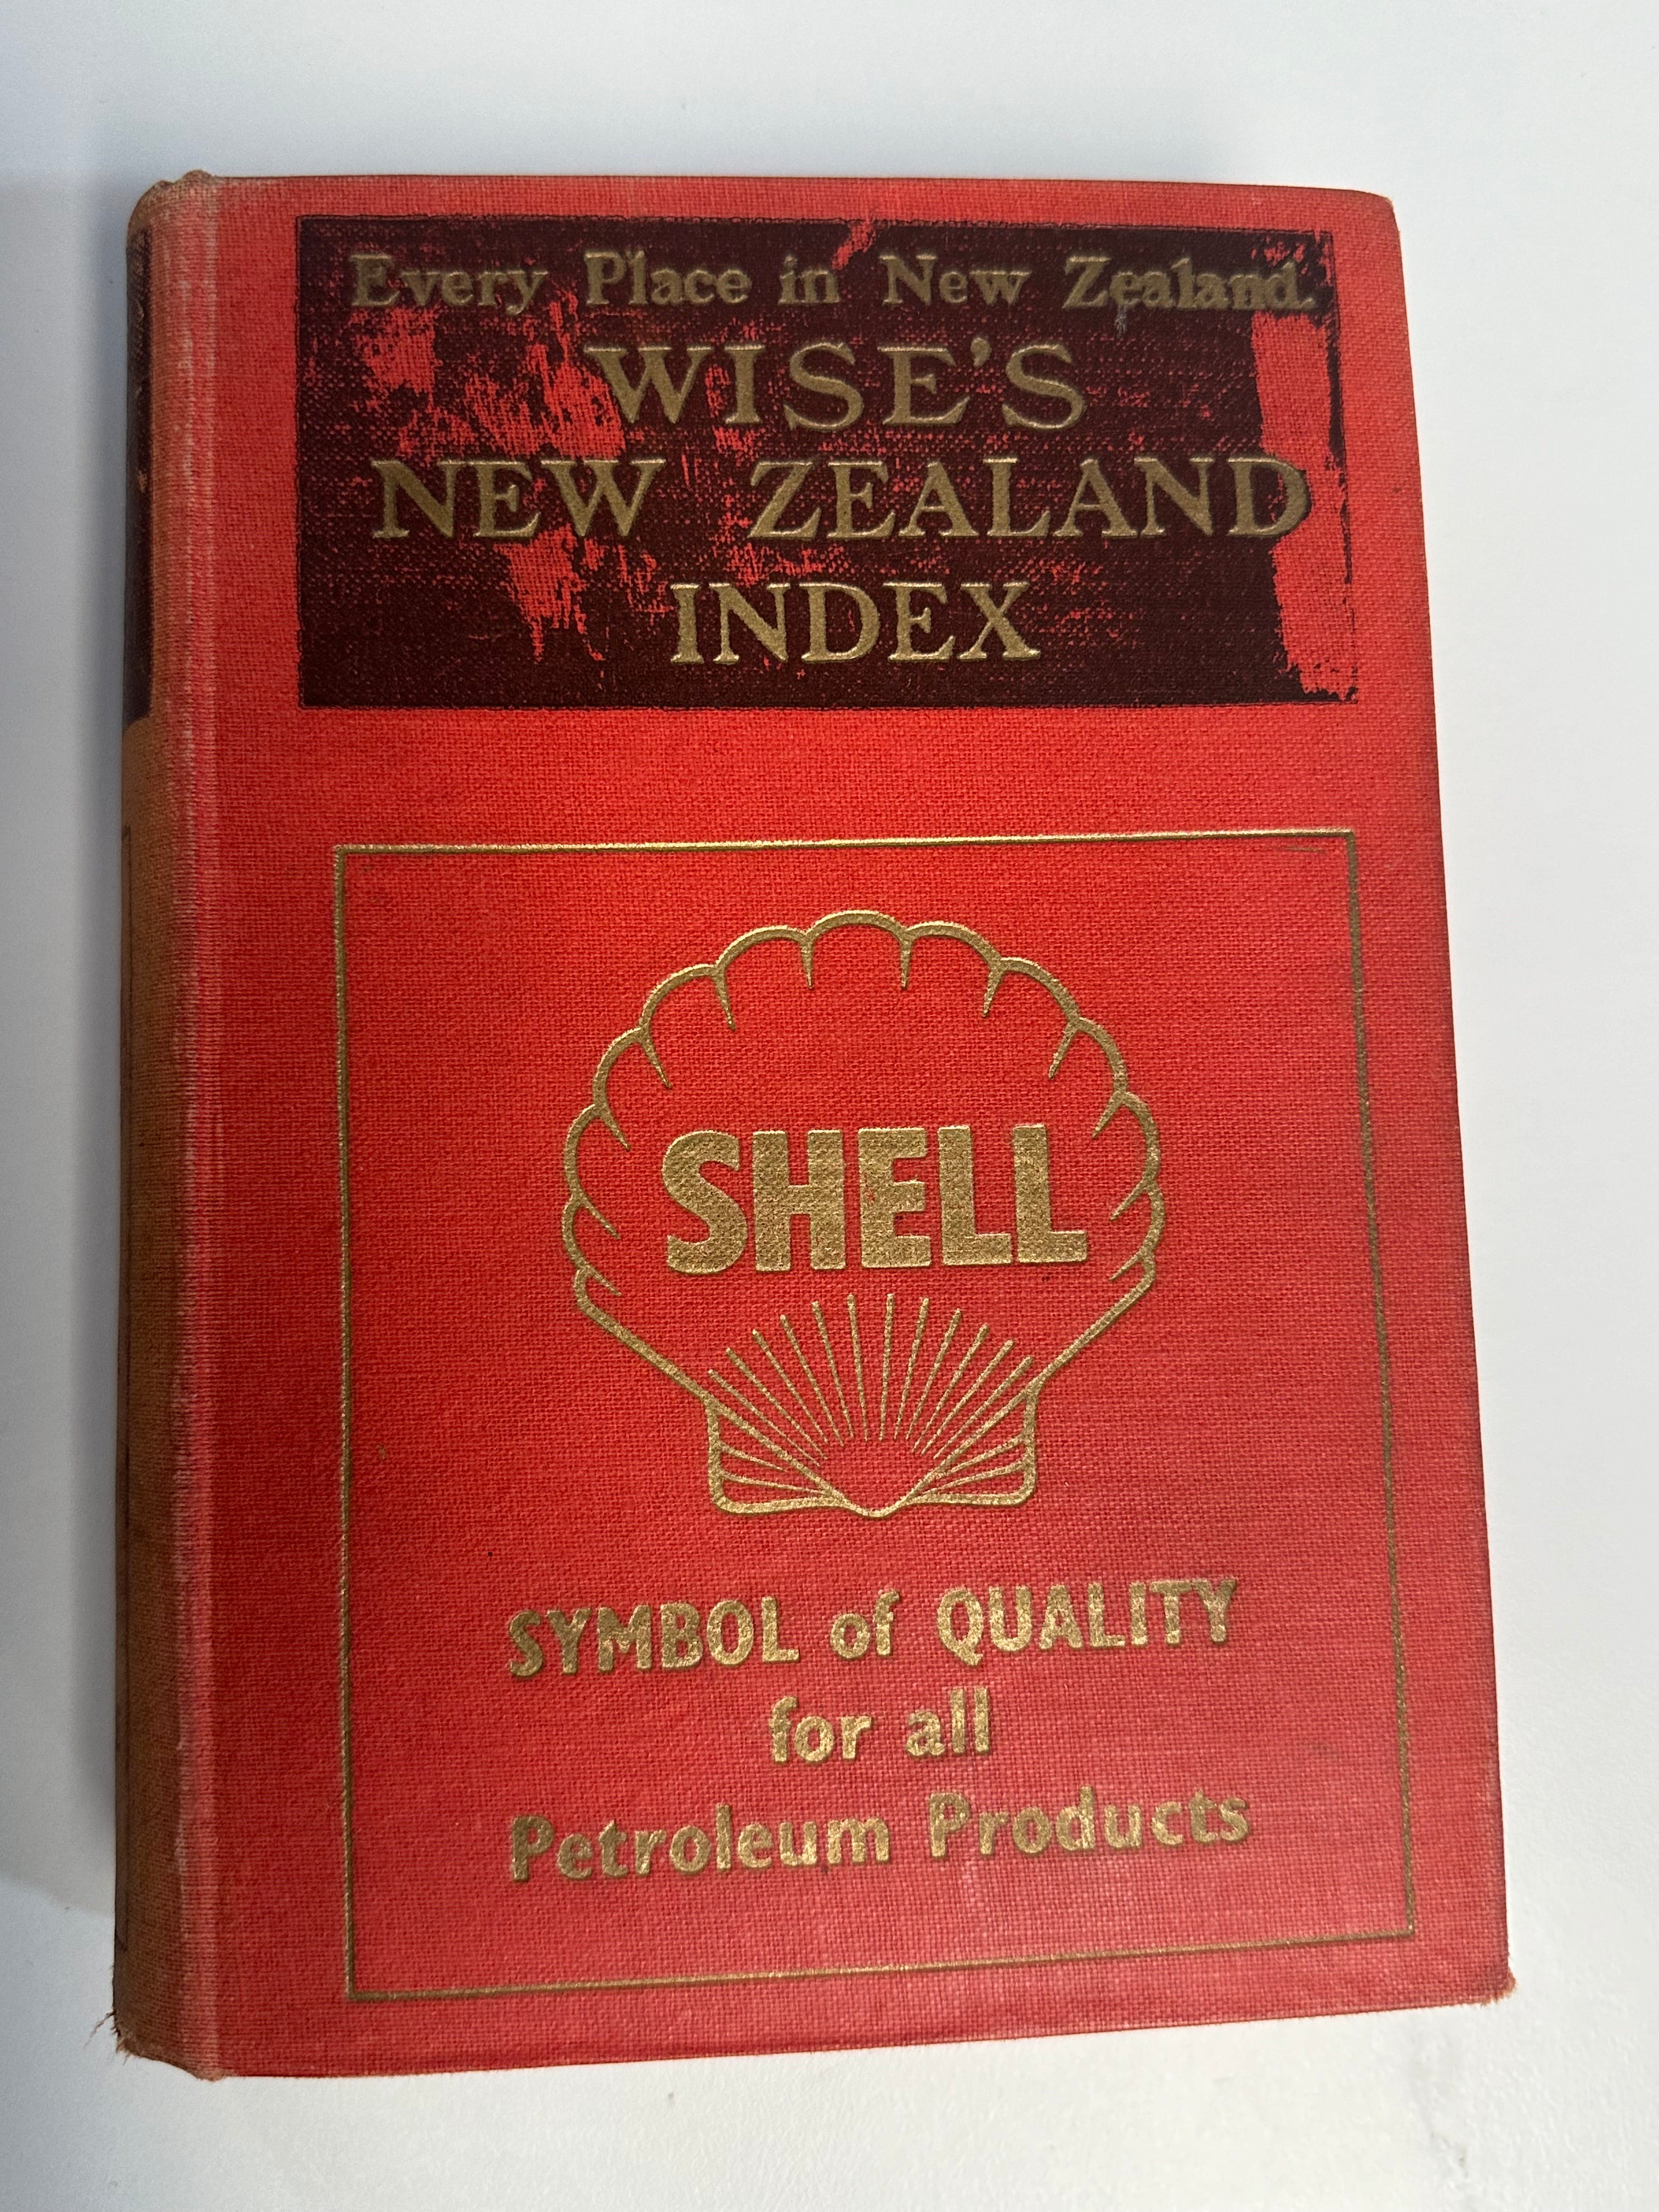 Every Place in New Zealand.
WISE'S
NEW ZEALAND
INDEX
SHELL
SYMBOL of QUALITY
for all
Petroleum Products